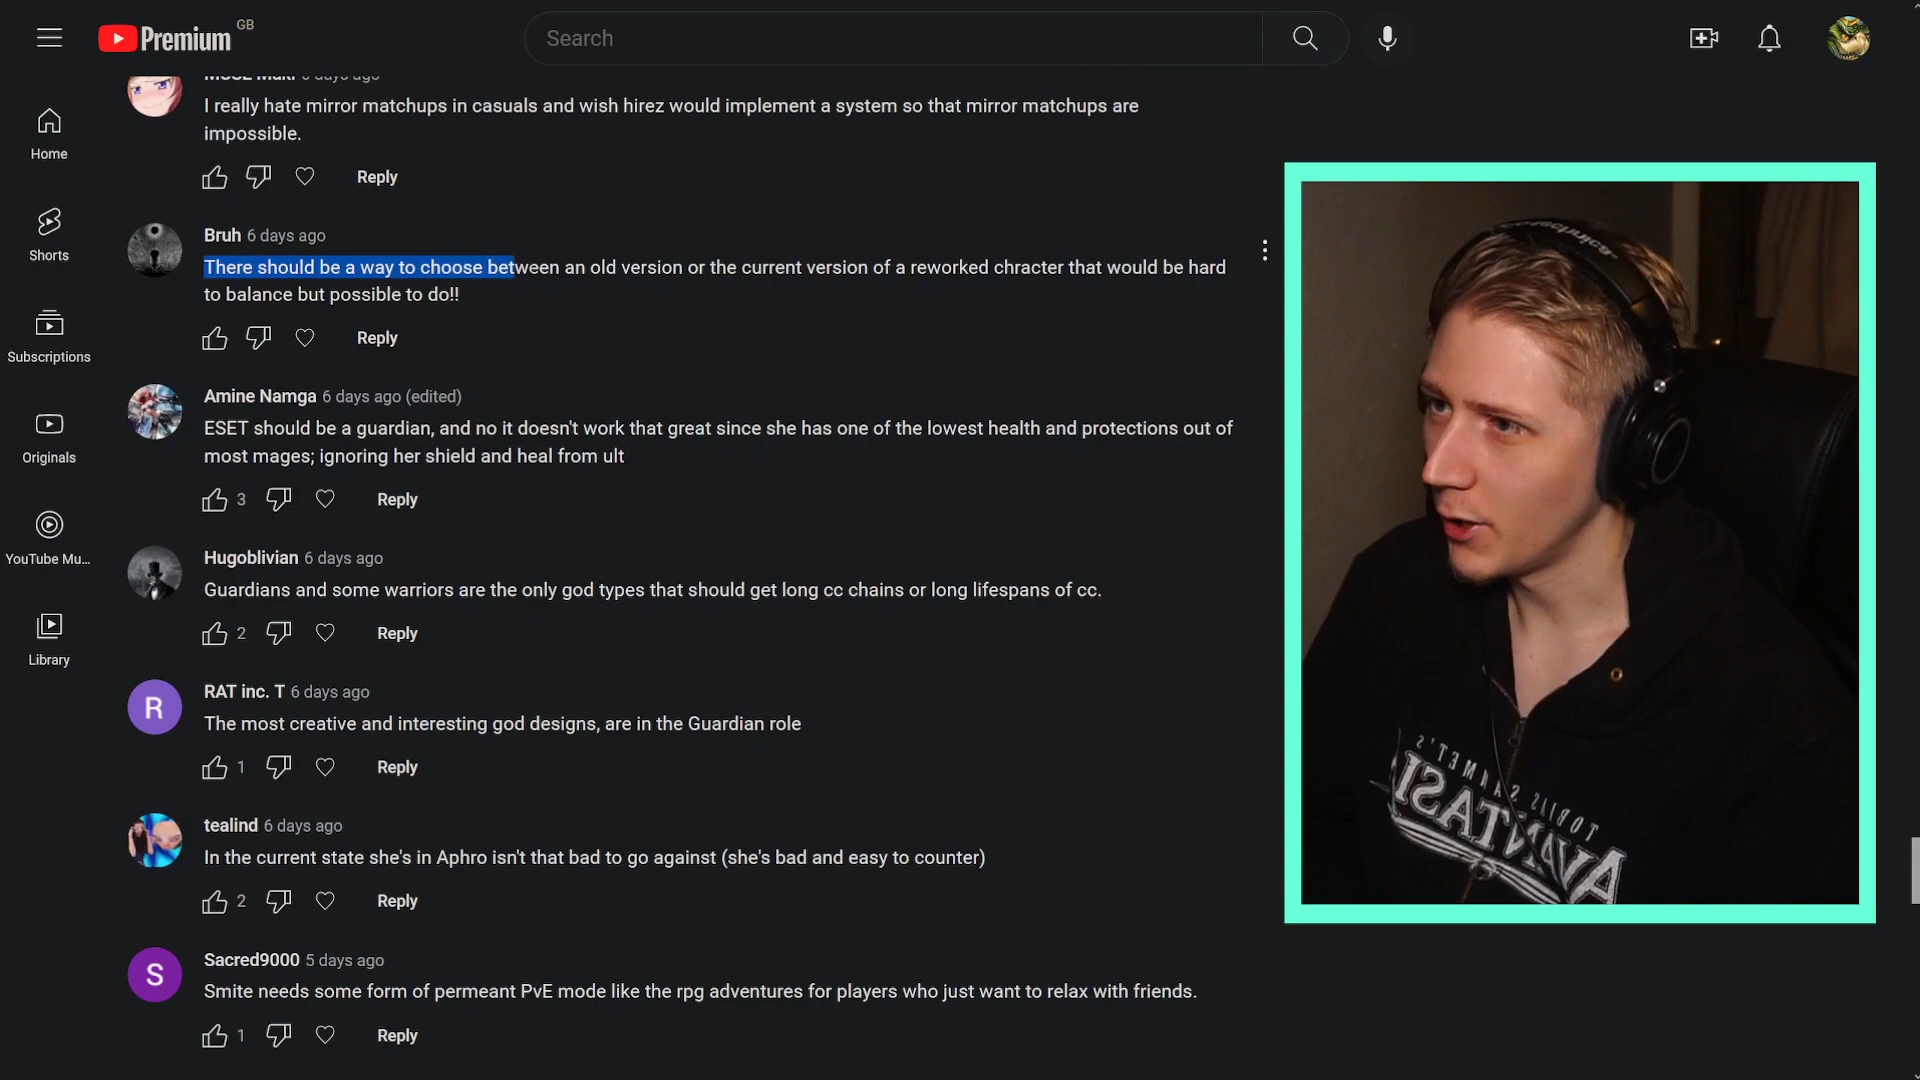 Premium GB
Search
Home
Shorts
Subscriptions
Originals
YouTube Mu...
Library
I really hate mirror matchups in casuals and wish hirez would implement a system so that mirror matchups are
impossible.
Reply
Bruh 6 days ago
There should be a way to choose between an old version or the current version of a reworked chracter that would be hard
to balance but possible to do!!
Reply
Amine Namga 6 days ago (edited)
ESET should be a guardian, and no it doesn't work that great since she has one of the lowest health and protections out of
most mages; ignoring her shield and heal from ult
3 Reply
Hugoblivian 6 days ago
Guardians and some warriors are the only god types that should get long cc chains or long lifespans of cc.
2 Reply
R
RAT inc. T 6 days ago
The most creative and interesting god designs, are in the Guardian role
1 Reply
tealind 6 days ago
In the current state she's in Aphro isn't that bad to go against (she's bad and easy to counter)
2 Reply
S
Sacred9000 5 days ago
Smite needs some form of permeant PvE mode like the rpg adventures for players who just want to relax with friends.
1 Reply
TOBIAS SAMMET'S
AVANTASIA